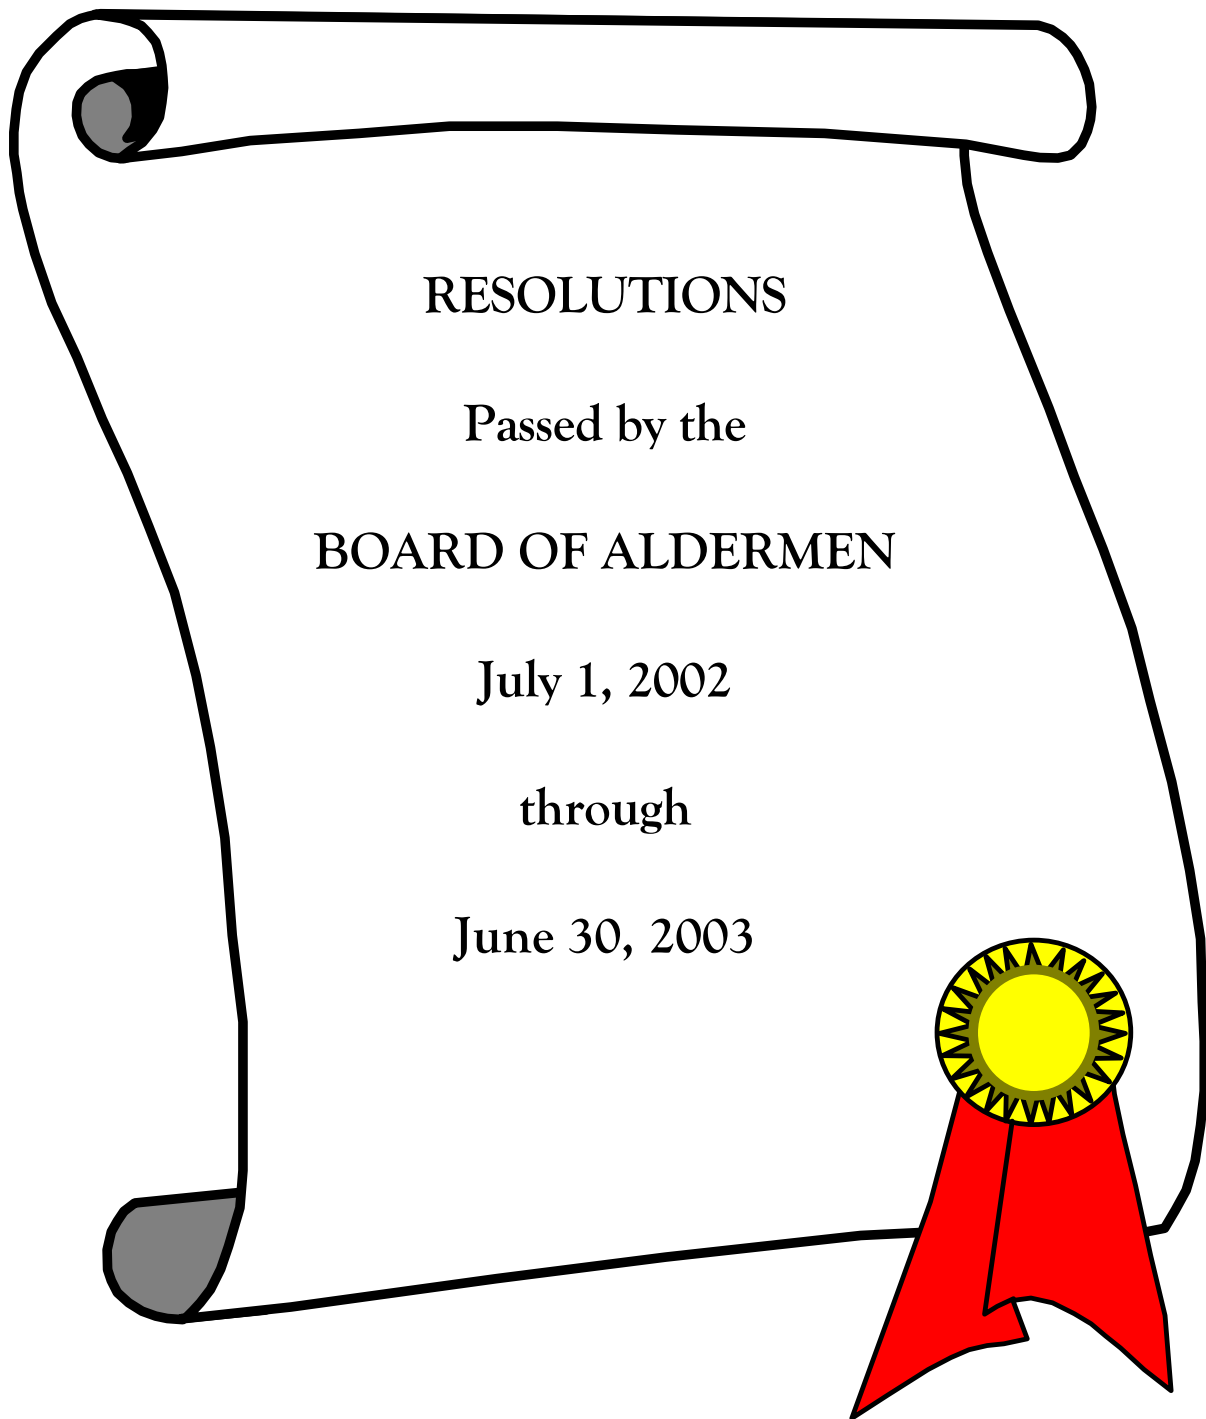 RESOLUTIONS
Passed by the
BOARD OF ALDERMEN
July 1, 2002
through
June 30, 2003